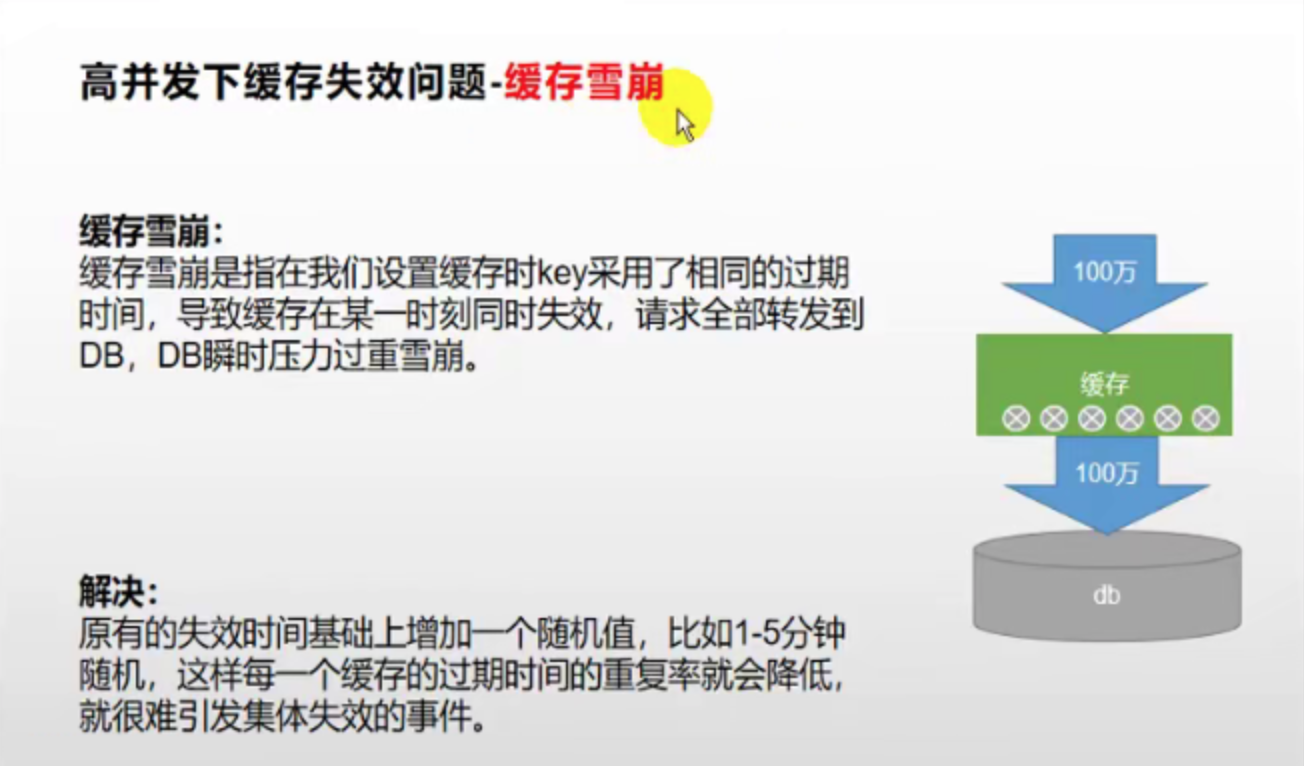 高并发下缓存失效问题-缓存雪崩
缓存雪崩：
缓存雪崩是指在我们设置缓存时key采用了相同的过期
时间，导致缓存在某一时刻同时失效，请求全部转发到
DB，DB瞬时压力过重雪崩。
100万
缓存
100万
db
解决：
原有的失效时间基础上增加一个随机值，比如1-5分钟
随机，这样每一个缓存的过期时间的重复率就会降低，
就很难引发集体失效的事件。